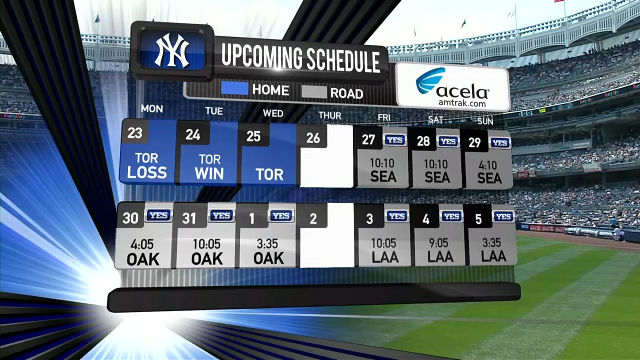 NY UPCOMING SCHEDULE
HOME ROAD
acela
amtrak.com
MON TUE WED THU FRI SAT SUN
23 24 25 26 27 YES 28 YES 29 YES
TOR TOR TOR 10:10 10:10 4:10
LOSS WIN SEA SEA SEA
30 YES 31 YES 1 YES 2 3 YES 4 YES 5 YES
4:05 10:05 3:35 10:05 9:05 3:35
OAK OAK OAK LAA LAA LAA